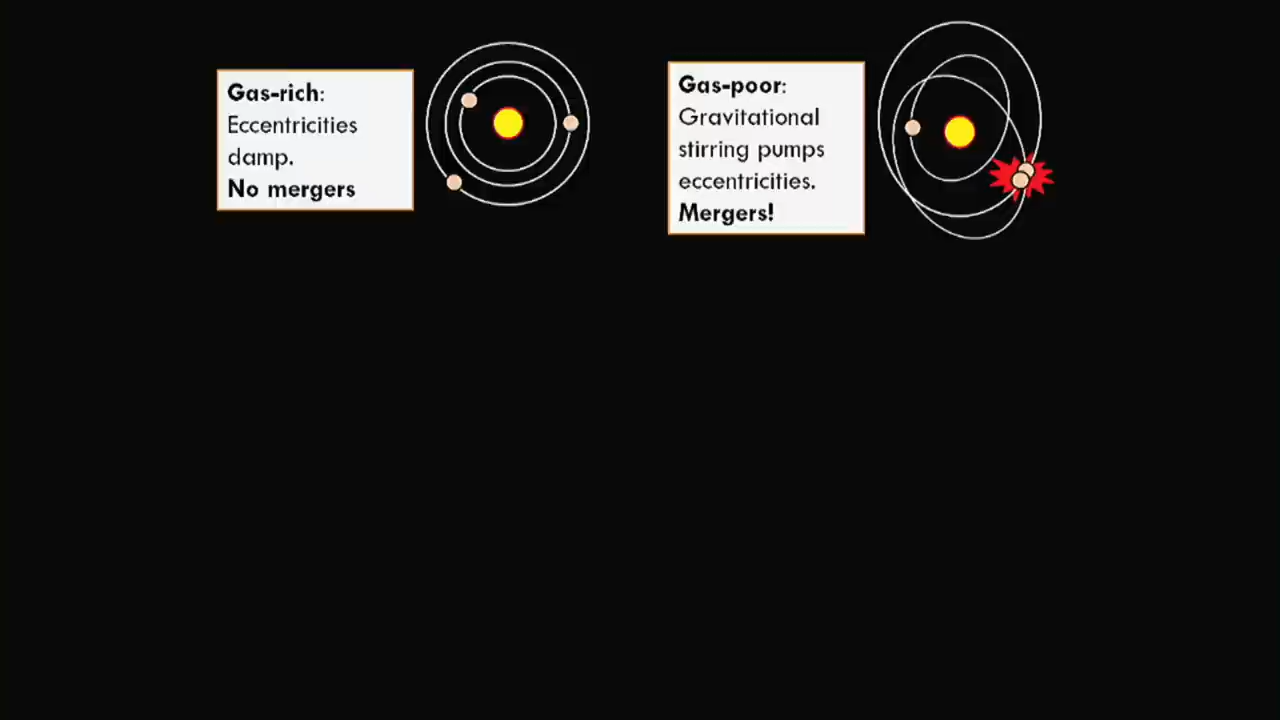 Gas-rich:
Eccentricities
damp.
No mergers
Gas-poor:
Gravitational
stirring pumps
eccentricities.
Mergers!